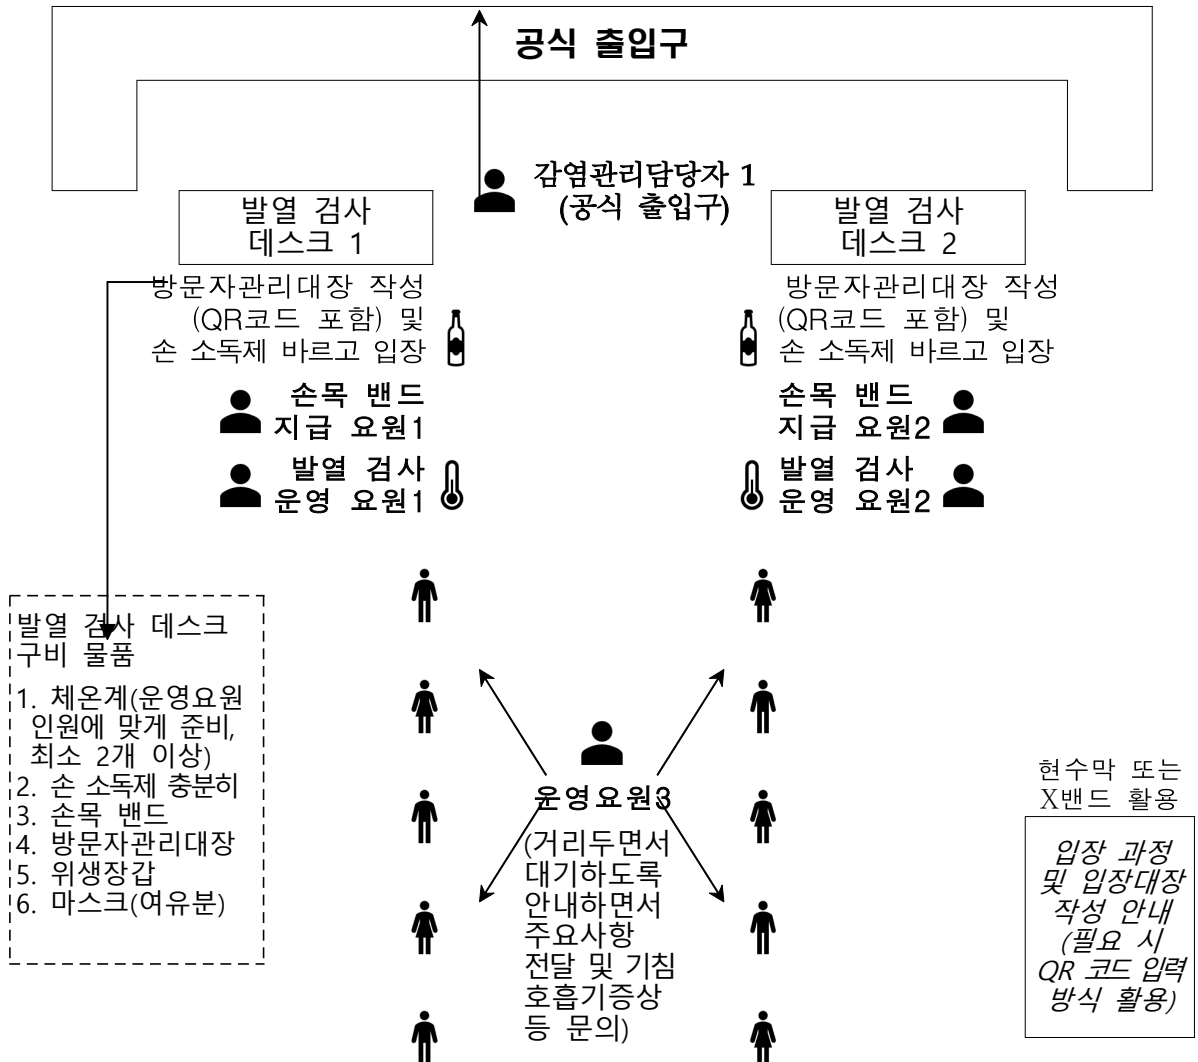 공식 출입구
감염관리담당자 1
(공식 출입구)
발열 검사
데스크 1
발열 검사
데스크 2
방문자관리대장 작성
(QR코드 포함) 및
손 소독제 바르고 입장
방문자관리대장 작성
(QR코드 포함) 및
손 소독제 바르고 입장
손목 밴드
지급 요원1
손목 밴드
지급 요원2
발열 검사
운영 요원1
발열 검사
운영 요원2
발열 검사 데스크
구비 물품
1. 체온계(운영요원
인원에 맞게 준비,
최소 2개 이상)
2. 손 소독제 충분히
3. 손목 밴드
4. 방문자관리대장
5. 위생장갑
6. 마스크(여유분)
운영요원3
(거리두면서
대기하도록
안내하면서
주요사항
전달 및 기침
호흡기증상
등 문의)
현수막 또는
X밴드 활용
입장 과정
및 입장대장
작성 안내
(필요 시
QR 코드 입력
방식 활용)